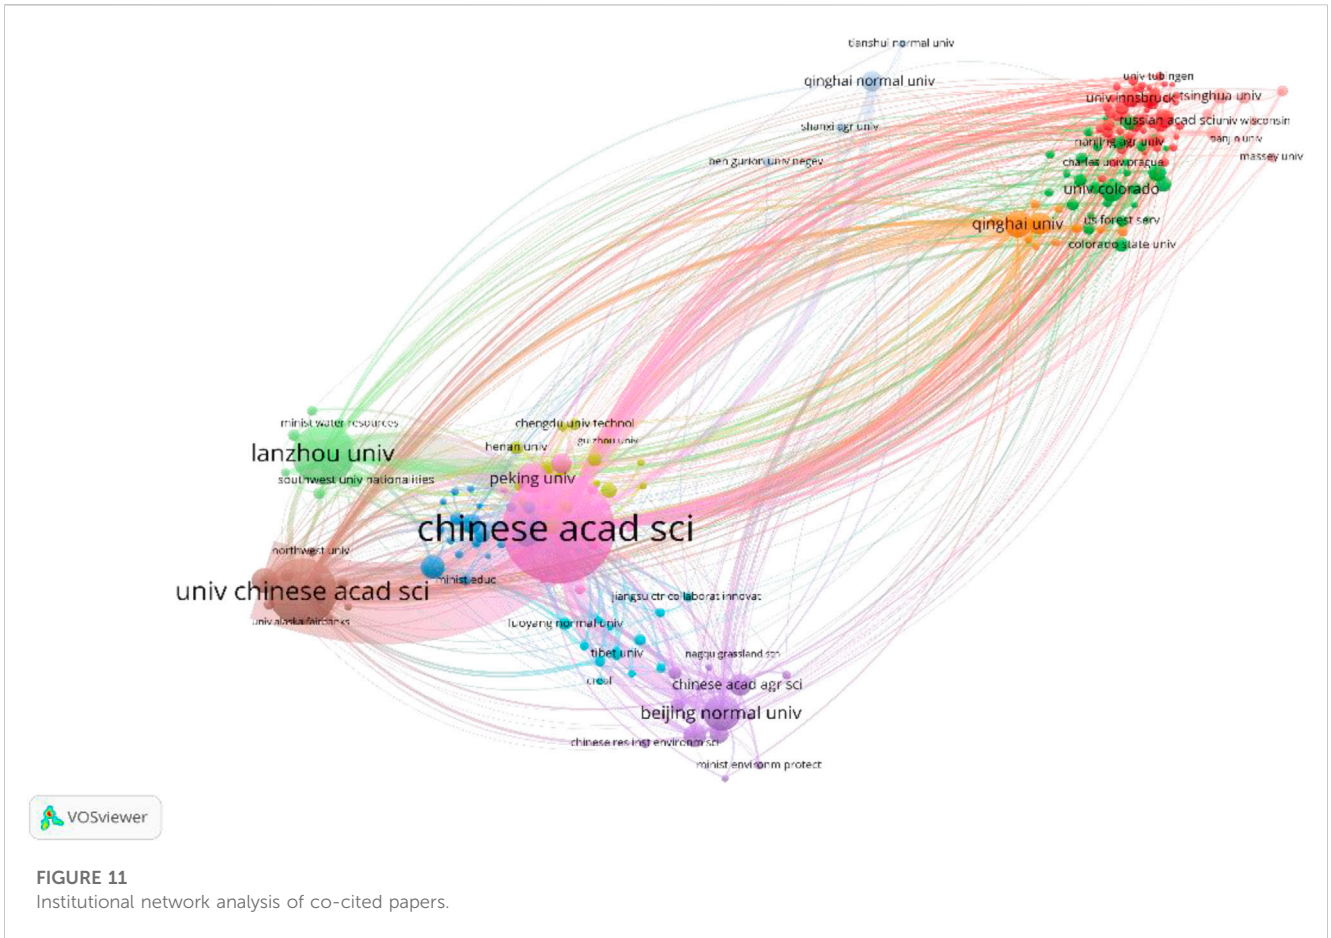 tianshui normal univ
qinghai normal univ
shanxi agr univ
ben gurion univ negev
univ tubingen
univ innsbruck
tsinghua univ
russian acad sci
univ wisconsin
nanjing agr univ
massey univ
charles univ prague
univ colorado
us forest serv
qinghai univ
colorado state univ
minist water resources
lanzhou univ
southwest univ nationalities
chengdu univ technol
henan univ
guizhou univ
peking univ
chinese acad sci
northwest univ
minist educ
univ chinese acad sci
univ alaska fairbanks
jiangsu ctr collaborat innovat
luoyang normal univ
tibet univ
nagqu grassland stn
chinese acad agr sci
beijing normal univ
chinese res inst environm sci
minist environm protect
VOSviewer
FIGURE 11
Institutional network analysis of co-cited papers.